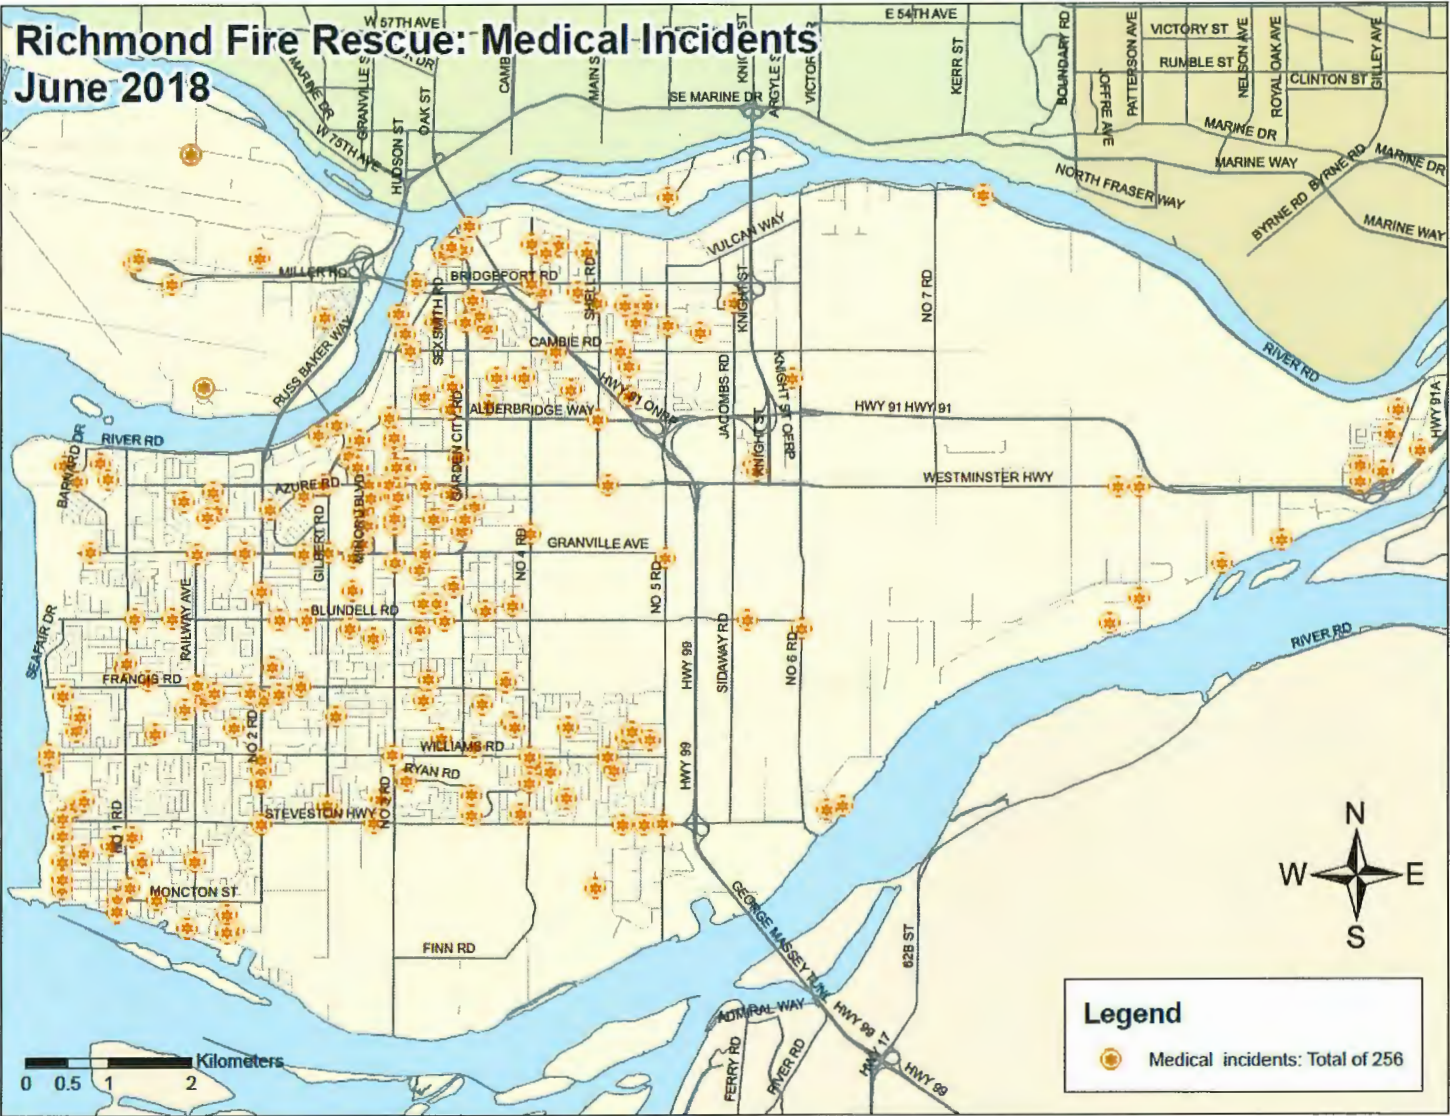 Richmond Fire Rescue: Medical Incidents
June 2018
W 57TH AVE
E 54TH AVE
VICTORY ST
RUMBLE ST
CLINTON ST
BOUNDARY RD
PATTERSON AVE
NELSON AVE
ROYAL OAK AVE
GILLEY AVE
JOFFRE AVE
KERR ST
MARINE DR
GRANVILLE S
OAK ST
CAMB
MAIN S
KNIG ST
ARGYLE S
VICTOR
DR
SE MARINE DR
W 75TH AVE
HUDSON ST
MARINE DR
MARINE WAY
MARINE DR
BYRNE RD
BYRNE RD
NORTH FRASER WAY
MARINE WAY
VULCAN WAY
MILLER RD
BRIDGEPORT RD
SHELL RD
KNIGHT ST
NO 7 RD
SEXSMITH RD
CAMBIE RD
RUSS BAKER WAY
RIVER RD
HWY 91A
HWY 91 ONRP
JACOBS RD
KNIGHT ST OFRP
KNIGHT ST
ALDERBRIDGE WAY
GARDEN CITY RD
HWY 91 HWY 91
RIVER RD
BARNARD DR
AZURE RD
MINORU BLVD
GILBERT RD
WESTMINSTER HWY
NO 4 RD
GRANVILLE AVE
NO 5 RD
RAILWAY AVE
BLUNDELL RD
SEAFAIR DR
HWY 99
SIDAWAY RD
NO 6 RD
RIVER RD
FRANCIS RD
NO 2 RD
WILLIAMS RD
RYAN RD
HWY 99
NO 3 RD
STEVESTON HWY
NO 1 RD
MONCTON ST
FINN RD
GEORGE MASSEY TUNL
62B ST
ADMIRAL WAY
HWY 99
HWY 17
HWY 99
FERRY RD
RIVER RD
N
W E
S
Legend
Medical incidents: Total of 256
Kilometers
0 0.5 1 2